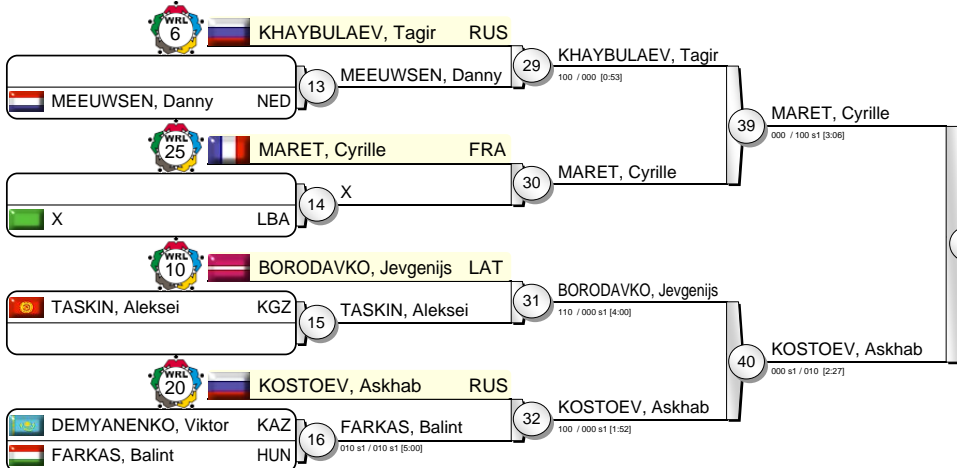 WRL
6
KHAYBULAEV, Tagir RUS
29
KHAYBULAEV, Tagir
100 / 000 [0:53]
13
MEEUWSEN, Danny
MEEUWSEN, Danny NED
39
MARET, Cyrille
000 / 100 s1 [3:06]
WRL
25
MARET, Cyrille FRA
30
MARET, Cyrille
14
X
X LBA
WRL
10
BORODAVKO, Jevgenijs LAT
31
BORODAVKO, Jevgenijs
110 / 000 s1 [4:00]
TASKIN, Aleksei KGZ
15
TASKIN, Aleksei
40
KOSTOEV, Askhab
000 s1 / 010 [2:27]
WRL
20
KOSTOEV, Askhab RUS
32
KOSTOEV, Askhab
100 / 000 s1 [1:52]
DEMYANENKO, Viktor KAZ
16
FARKAS, Balint
010 s1 / 010 s1 [5:00]
FARKAS, Balint HUN